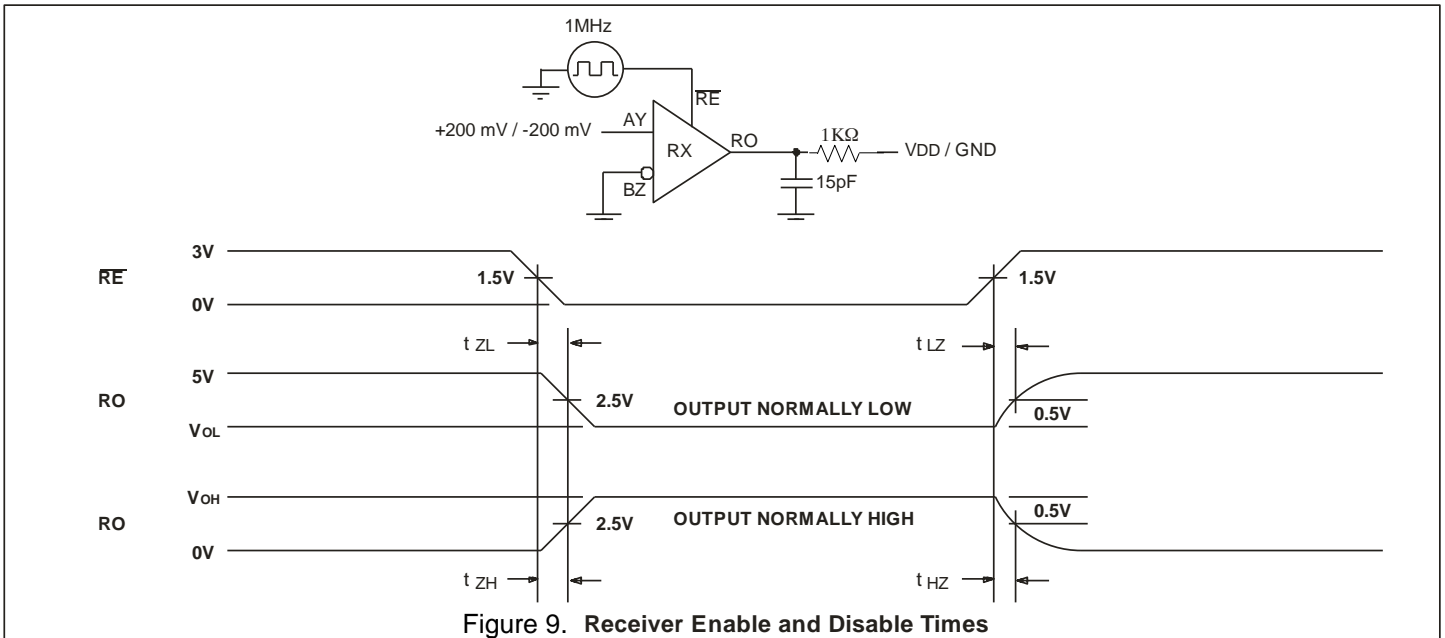 1MHz
RE
+200 mV / -200 mV
AY
RX
RO
1KΩ
VDD / GND
BZ
15pF
3V
RE
1.5V
1.5V
0V
t ZL
t LZ
5V
RO
2.5V
OUTPUT NORMALLY LOW
0.5V
VOL
VOH
RO
2.5V
OUTPUT NORMALLY HIGH
0.5V
0V
t ZH
t HZ
Figure 9. Receiver Enable and Disable Times